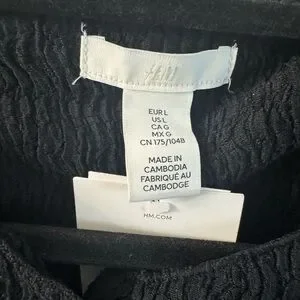 H&M
EUR L
US L
CA G
MX G
CN 175/104B
MADE IN
CAMBODIA
FABRIQUÉ AU
CAMBODGE
HM.COM